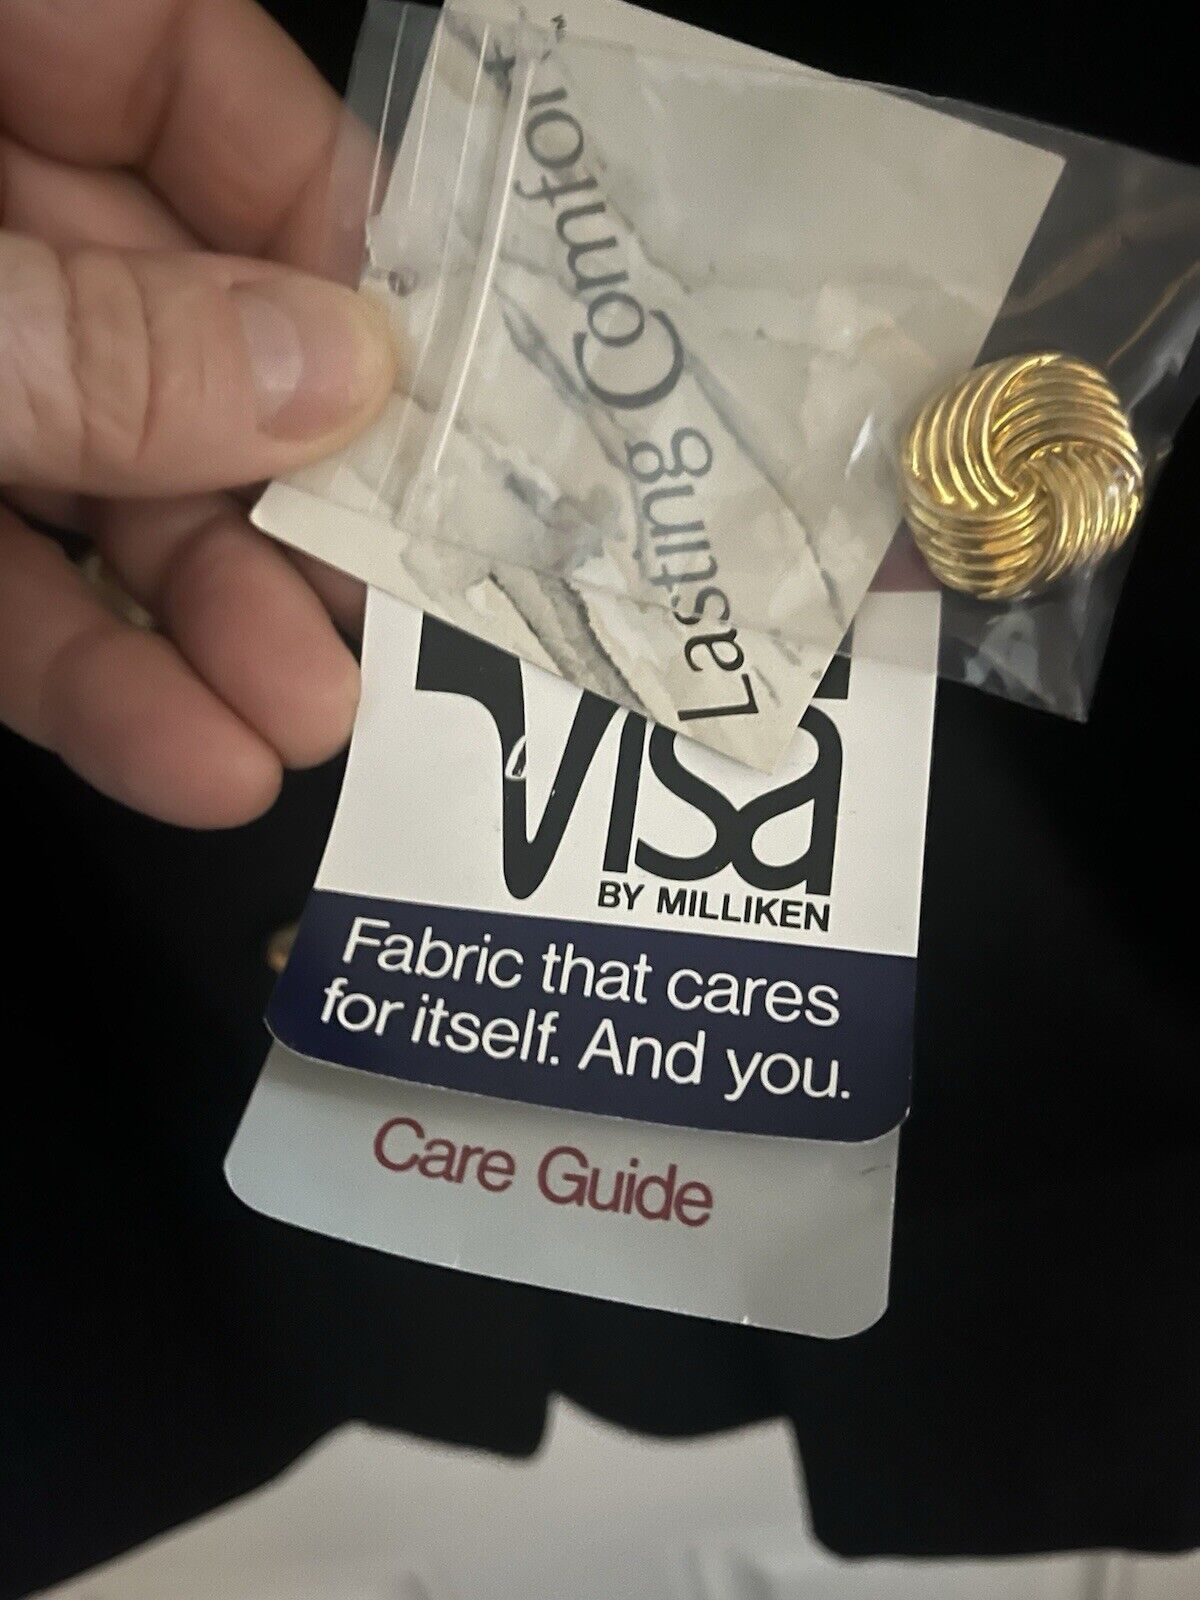 Lasting Comfort
Visa
BY MILLIKEN
Fabric that cares
for itself. And you.
Care Guide